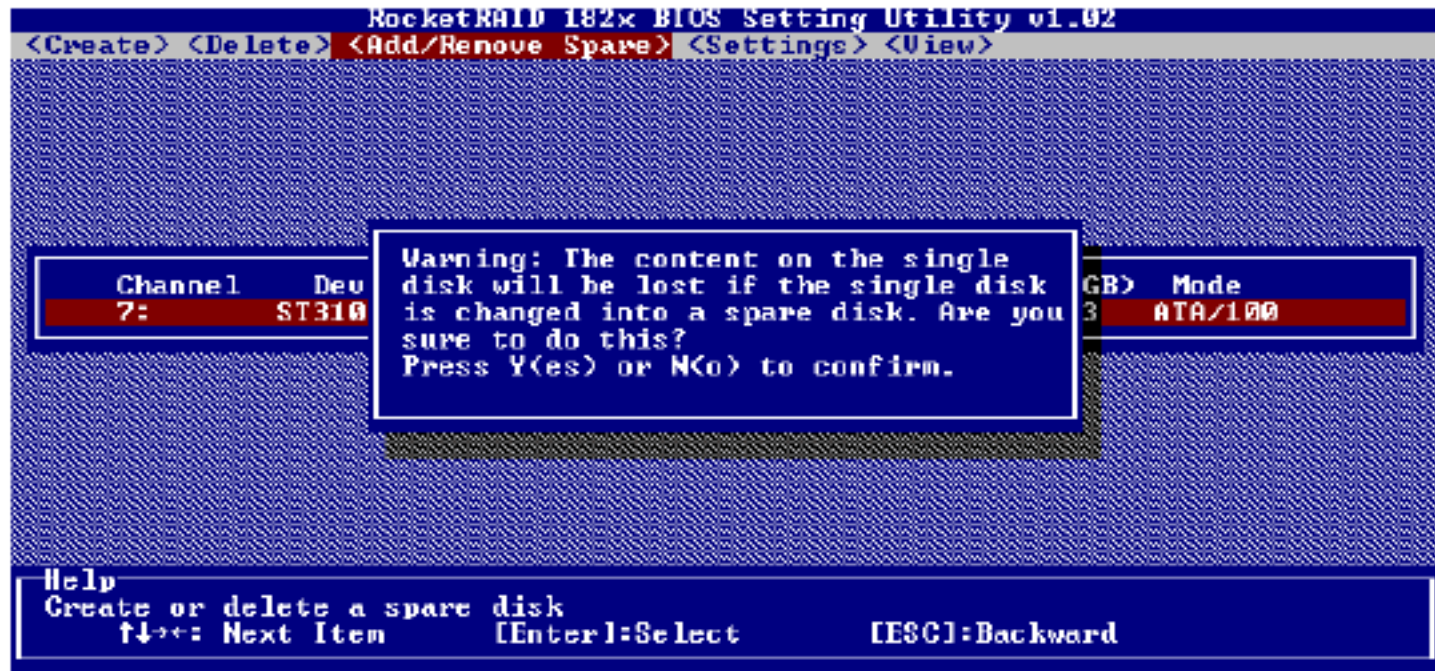 RocketRAID 182x BIOS Setting Utility v1.02
<Create> <Delete> <Add/Remove Spare> <Settings> <View>
Warning: The content on the single
disk will be lost if the single disk
is changed into a spare disk. Are you
sure to do this?
Press Y(es) or N(o) to confirm.
Channel Dev GB) Mode
7: ST310 3 ATA/100
Help
Create or delete a spare disk
↑↓→←: Next Item [Enter]:Select [ESC]:Backward